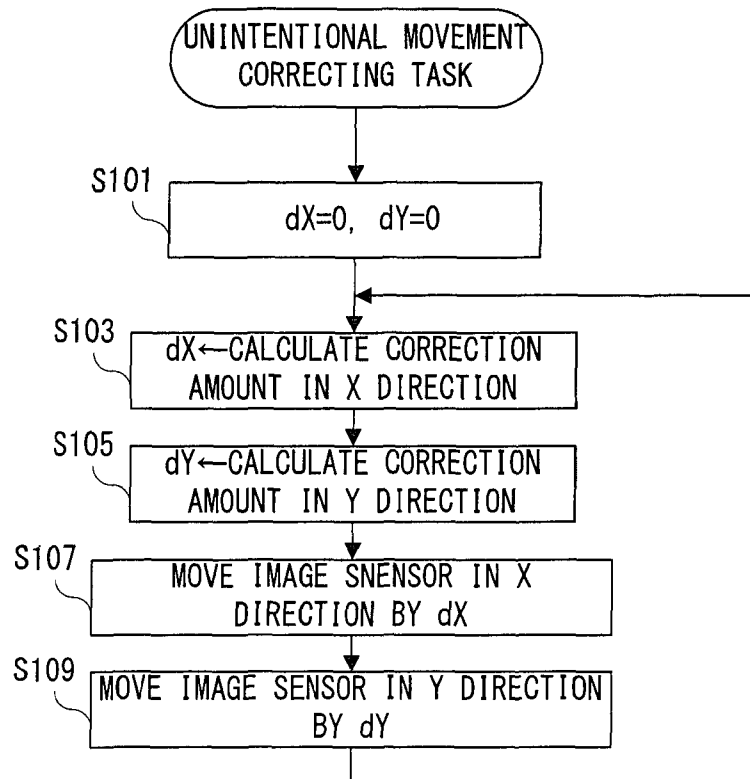 UNINTENTIONAL MOVEMENT
CORRECTING TASK
S101
dX=0, dY=0
S103
dX←CALCULATE CORRECTION
AMOUNT IN X DIRECTION
S105
dY←CALCULATE CORRECTION
AMOUNT IN Y DIRECTION
S107
MOVE IMAGE SNENSOR IN X
DIRECTION BY dX
S109
MOVE IMAGE SENSOR IN Y DIRECTION
BY dY